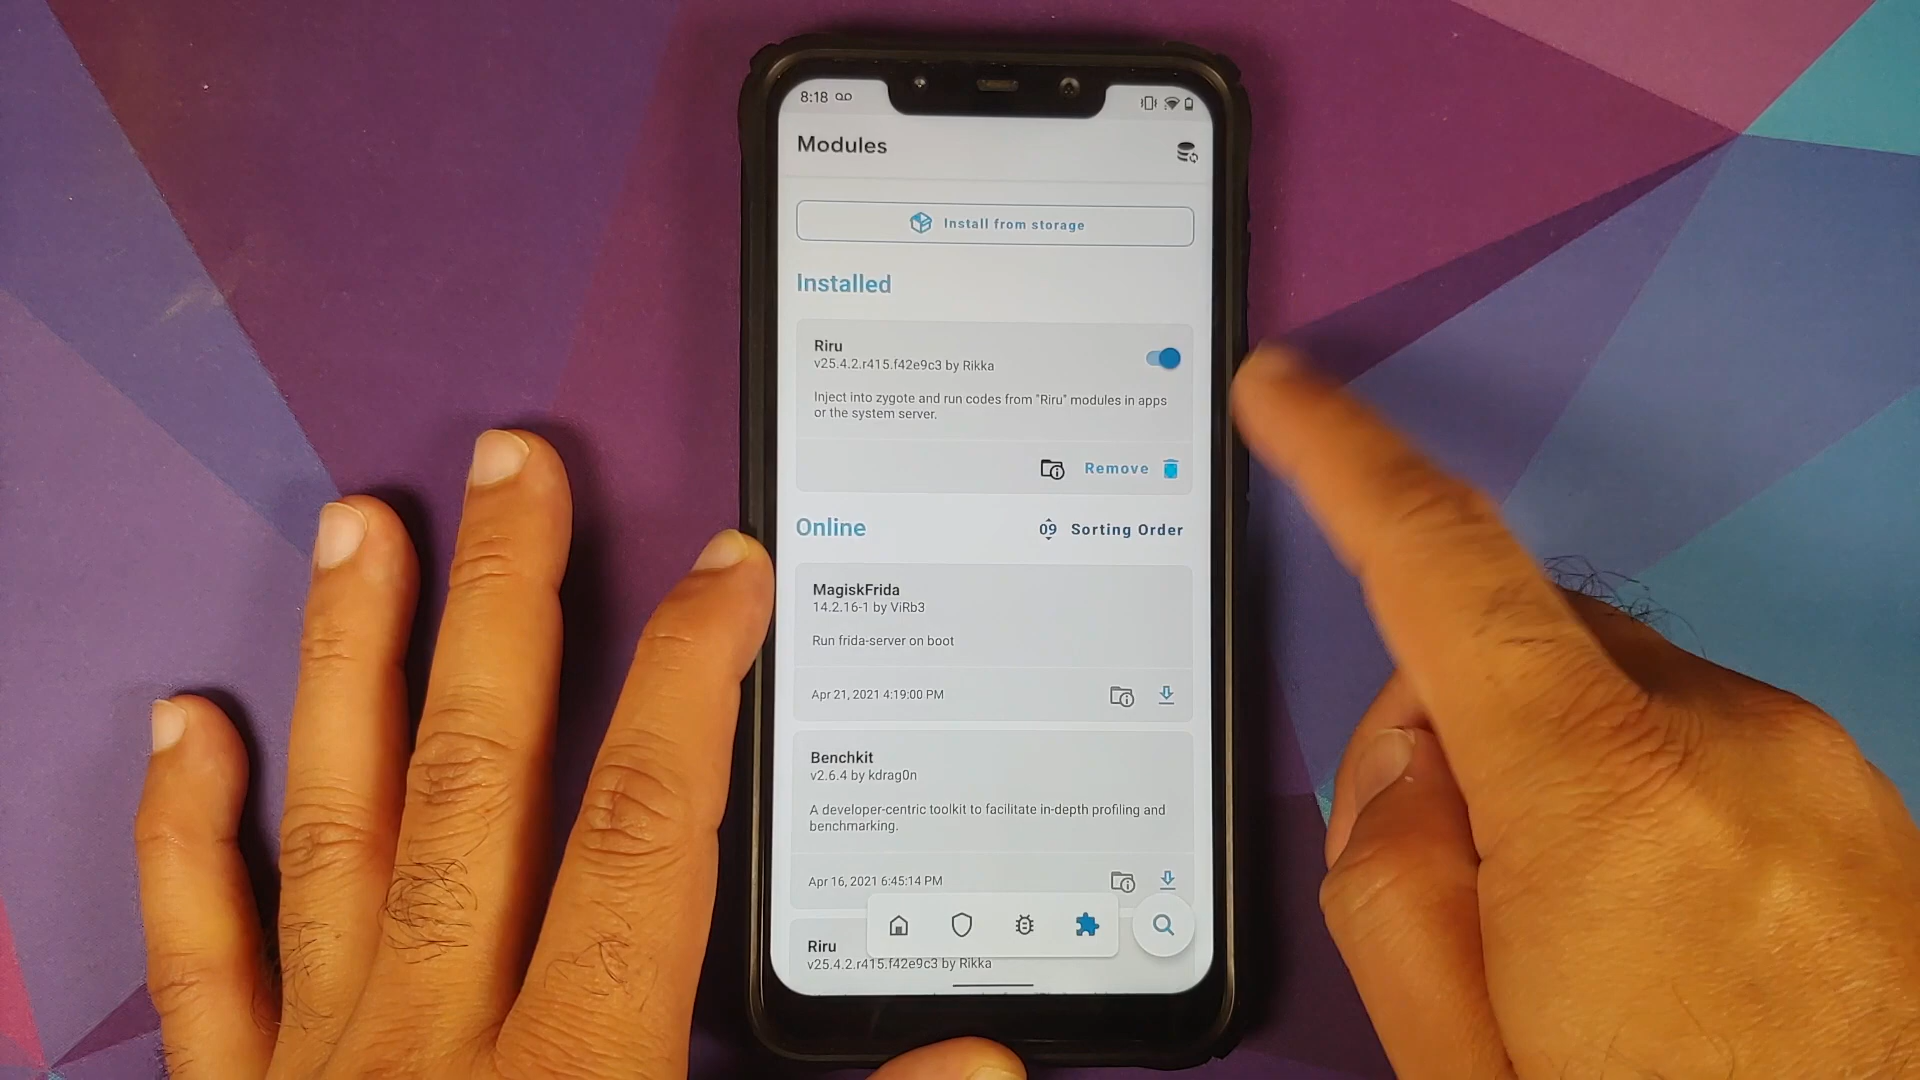 8:18
Modules
Install from storage
Installed
Riru
v25.4.2.r415.f42e9c3 by Rikka
Inject into zygote and run codes from "Riru" modules in apps
or the system server.
Remove
Online
09 Sorting Order
MagiskFrida
14.2.16-1 by ViRb3
Run frida-server on boot
Apr 21, 2021 4:19:00 PM
Benchkit
v2.6.4 by kdrag0n
A developer-centric toolkit to facilitate in-depth profiling and
benchmarking.
Apr 16, 2021 6:45:14 PM
Riru
v25.4.2.r415.f42e9c3 by Rikka